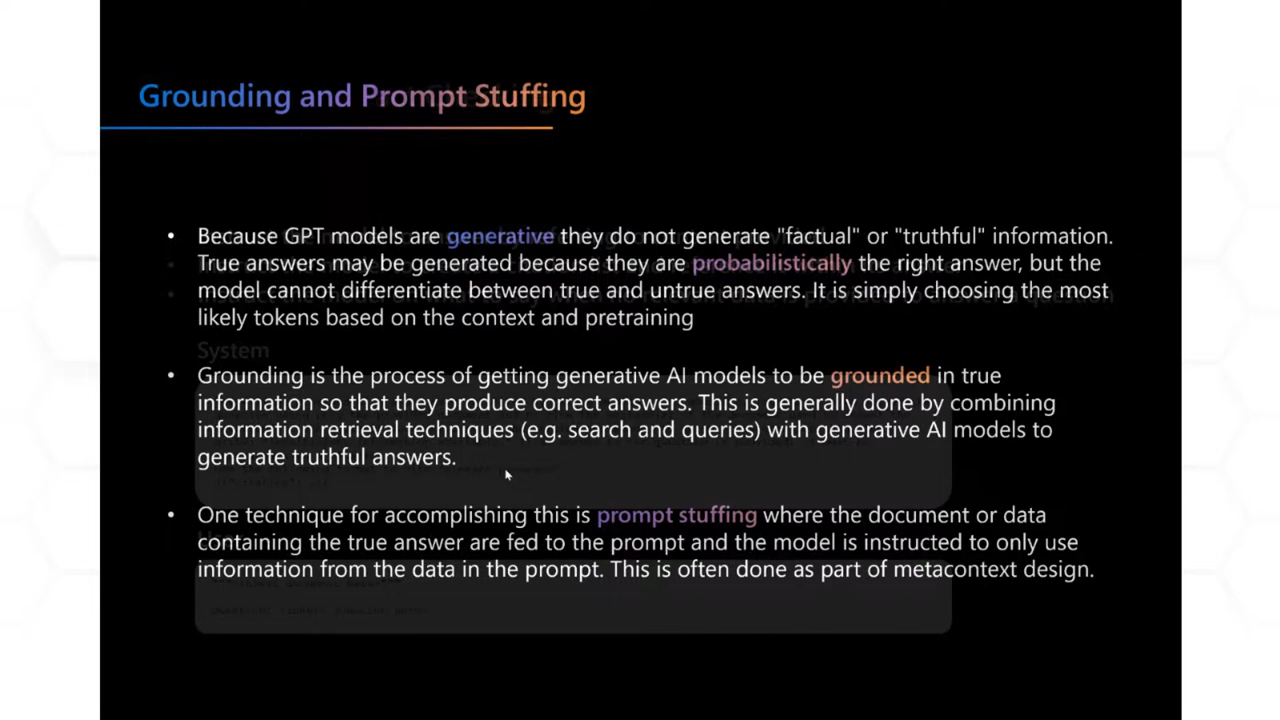 Grounding and Prompt Stuffing
• Because GPT models are generative they do not generate "factual" or "truthful" information.
True answers may be generated because they are probabilistically the right answer, but the
model cannot differentiate between true and untrue answers. It is simply choosing the most
likely tokens based on the context and pretraining
System
• Grounding is the process of getting generative AI models to be grounded in true
information so that they produce correct answers. This is generally done by combining
information retrieval techniques (e.g. search and queries) with generative AI models to
generate truthful answers.
• One technique for accomplishing this is prompt stuffing where the document or data
containing the true answer are fed to the prompt and the model is instructed to only use
information from the data in the prompt. This is often done as part of metacontext design.